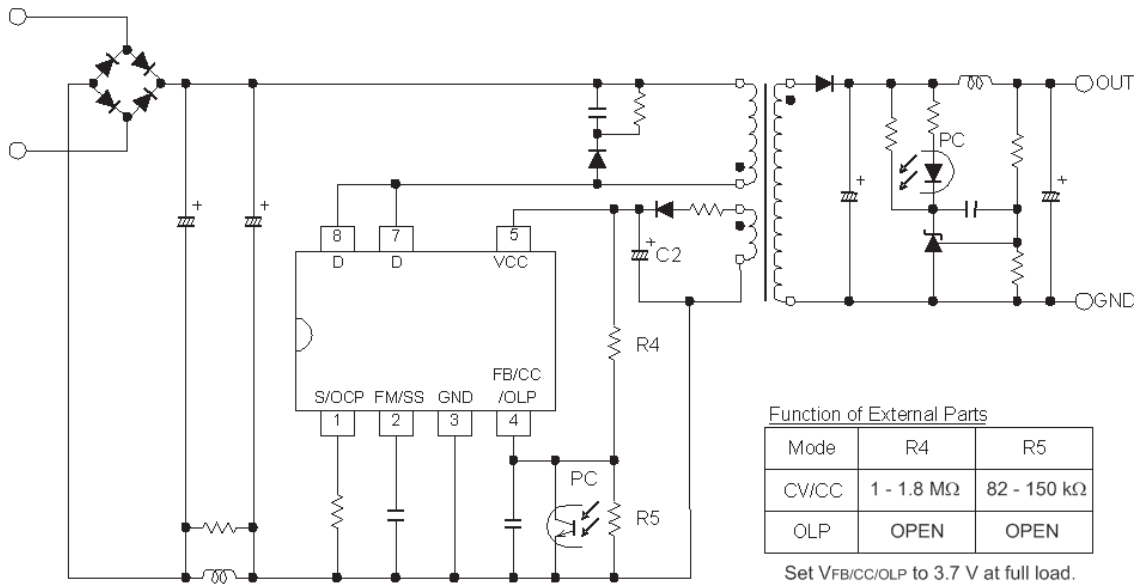 OUT
PC
+
+
+
+
8
7
5
+
C2
D
D
VCC
GND
R4
FB/CC
S/OCP
FM/SS
GND
/OLP
1
2
3
4
PC
R5
Function of External Parts
Mode R4 R5
CV/CC 1 - 1.8 MΩ 82 - 150 kΩ
OLP OPEN OPEN
Set VFB/CC/OLP to 3.7 V at full load.